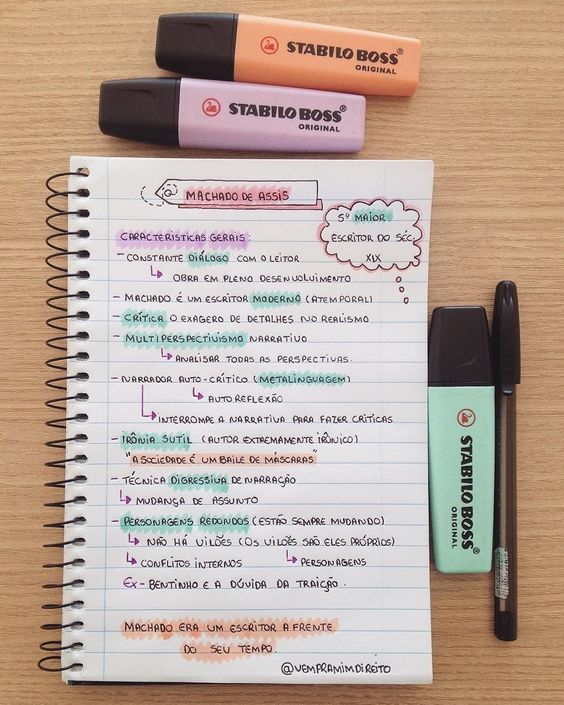 STABILO BOSS®
ORIGINAL
STABILO BOSS®
ORIGINAL
MACHADO DE ASSIS
5º MAIOR
ESCRITOR DO SÉC.
XIX
CARACTERÍSTICAS GERAIS:
- CONSTANTE DIÁLOGO COM O LEITOR
↳ OBRA EM PLENO DESENVOLVIMENTO
- MACHADO É UM ESCRITOR MODERNO (ATEMPORAL)
- CRÍTICA O EXAGERO DE DETALHES NO REALISMO
- MULTIPERSPECTIVISMO NARRATIVO
↳ ANALISAR TODAS AS PERSPECTIVAS.
- NARRADOR AUTO-CRÍTICO (METALINGUAGEM)
↳ AUTO REFLEXÃO
↳ INTERROMPE A NARRATIVA PARA FAZER CRÍTICAS
- IRÔNIA SUTIL (AUTOR EXTREMAMENTE IRÔNICO)
"A SOCIEDADE É UM BAILE DE MÁSCARAS"
- TÉCNICA DIGRESSIVA DE NARRAÇÃO
↳ MUDANÇA DE ASSUNTO
- PERSONAGENS REDONDOS (ESTÃO SEMPRE MUDANDO)
↳ NÃO HÁ VILÕES (OS VILÕES SÃO ELES PRÓPRIOS)
↳ CONFLITOS INTERNOS ↳ PERSONAGENS
EX - BENTINHO E A DÚVIDA DA TRAIÇÃO.
MACHADO ERA UM ESCRITOR A FRENTE
DO SEU TEMPO.
@VEMPRAMIMDIREITO
STABILO BOSS®
ORIGINAL